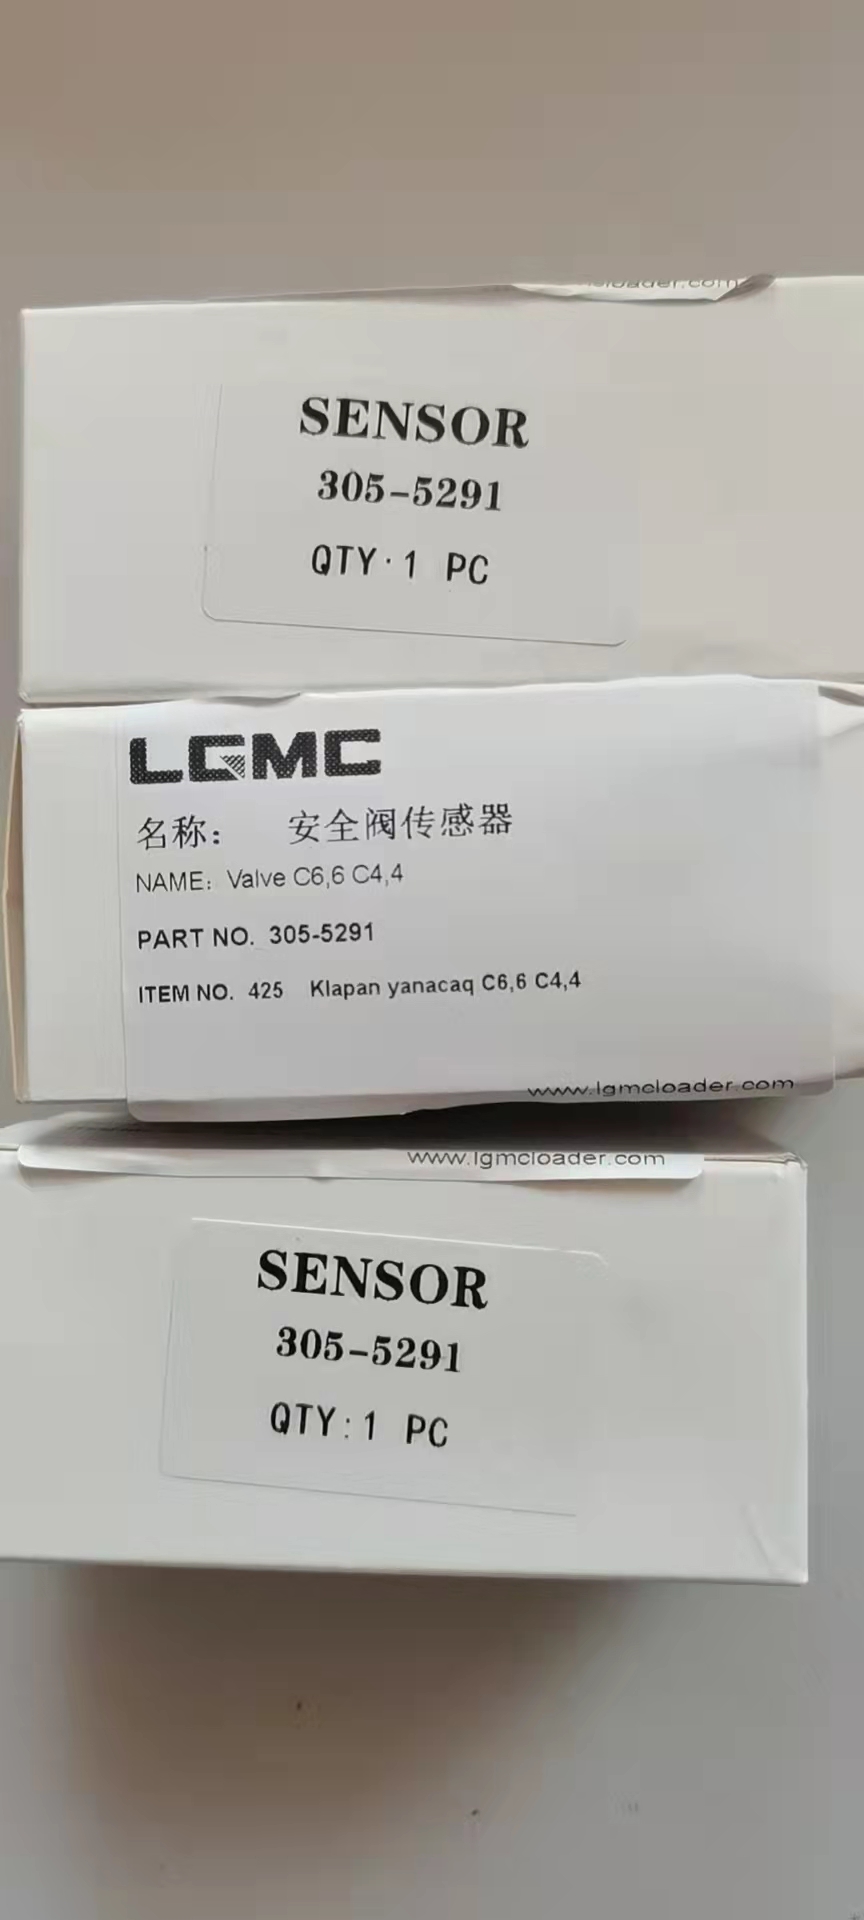 SENSOR
305-5291
QTY·1 PC
LGMC
名称： 安全阀传感器
NAME：Valve C6,6 C4,4
PART NO. 305-5291
ITEM NO. 425 Klapan yanacaq C6,6 C4,4
www.lgmcloader.com
www.lgmcloader.com
SENSOR
305-5291
QTY:1 PC